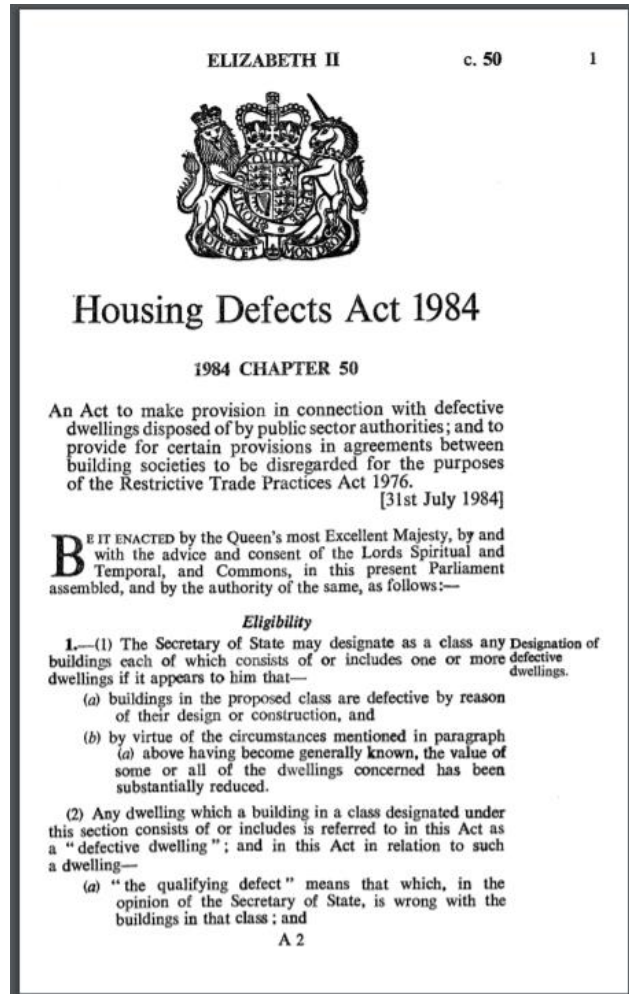 ELIZABETH II c. 50 1
DIEU ET MON DROIT
Housing Defects Act 1984
1984 CHAPTER 50
An Act to make provision in connection with defective
dwellings disposed of by public sector authorities; and to
provide for certain provisions in agreements between
building societies to be disregarded for the purposes
of the Restrictive Trade Practices Act 1976.
[31st July 1984]
BE IT ENACTED by the Queen's most Excellent Majesty, by and
with the advice and consent of the Lords Spiritual and
Temporal, and Commons, in this present Parliament
assembled, and by the authority of the same, as follows:—
Eligibility
1.—(1) The Secretary of State may designate as a class any
buildings each of which consists of or includes one or more
dwellings if it appears to him that—
Designation of
defective
dwellings.
(a) buildings in the proposed class are defective by reason
of their design or construction, and
(b) by virtue of the circumstances mentioned in paragraph
(a) above having become generally known, the value of
some or all of the dwellings concerned has been
substantially reduced.
(2) Any dwelling which a building in a class designated under
this section consists of or includes is referred to in this Act as
a " defective dwelling " ; and in this Act in relation to such
a dwelling—
(a) " the qualifying defect " means that which, in the
opinion of the Secretary of State, is wrong with the
buildings in that class ; and
A 2